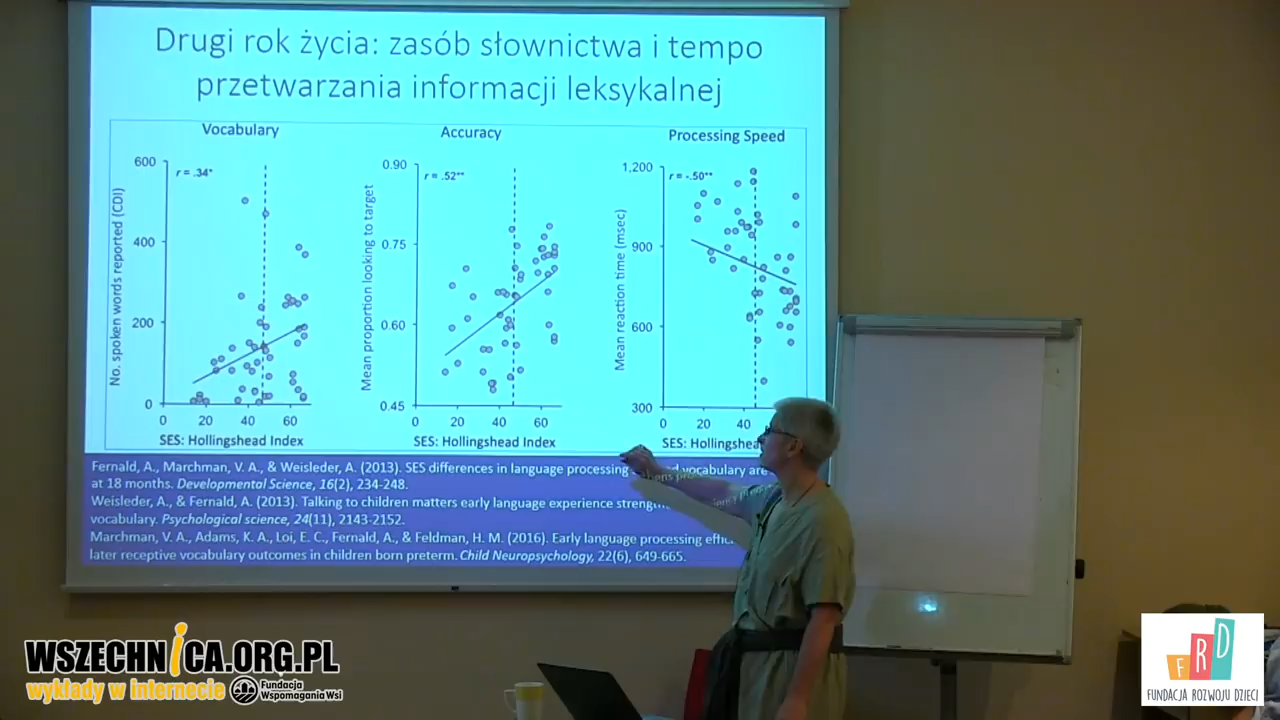 Drugi rok życia: zasób słownictwa i tempo
przetwarzania informacji leksykalnej
Vocabulary
Accuracy
Processing Speed
r = .34*
r = .52**
r = -.50**
No. spoken words reported (CDI)
600
400
200
0
0 20 40 60
SES: Hollingshead Index
Mean proportion looking to target
0.90
0.75
0.60
0.45
0 20 40 60
SES: Hollingshead Index
Mean reaction time (msec)
1,200
900
600
300
0 20 40
SES: Hollingshea
Fernald, A., Marchman, V. A., & Weisleder, A. (2013). SES differences in language processing vocabulary are
at 18 months. Developmental Science, 16(2), 234-248.
Weisleder, A., & Fernald, A. (2013). Talking to children matters early language experience
vocabulary. Psychological science, 24(11), 2143-2152.
Marchman, V. A., Adams, K. A., Loi, E. C., Fernald, A., & Feldman, H. M. (2016). Early language processing
later receptive vocabulary outcomes in children born preterm. Child Neuropsychology, 22(6), 649-665.
WSZECHNICA.ORG.PL
wykłady w internecie
Fundacja
Wspomagania Wsi
FRD
FUNDACJA ROZWOJU DZIECI